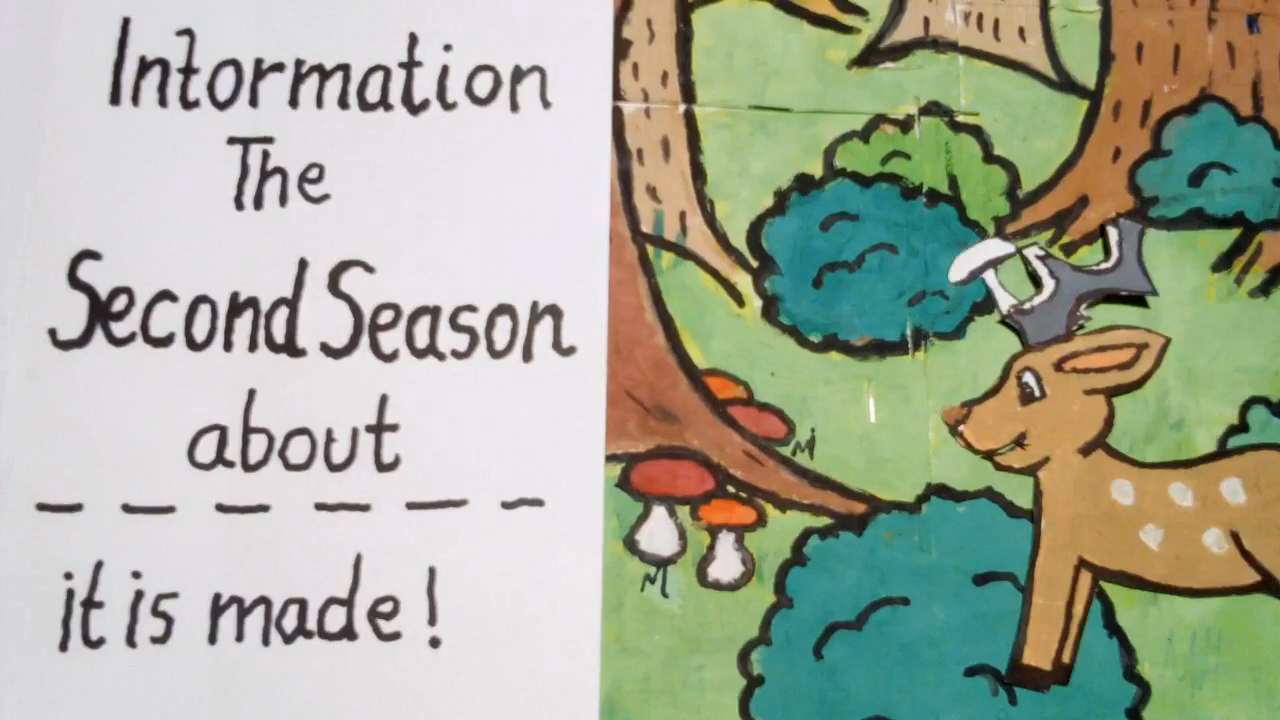 Intormation
The
Second Season
about
— — — — — —
it is made!